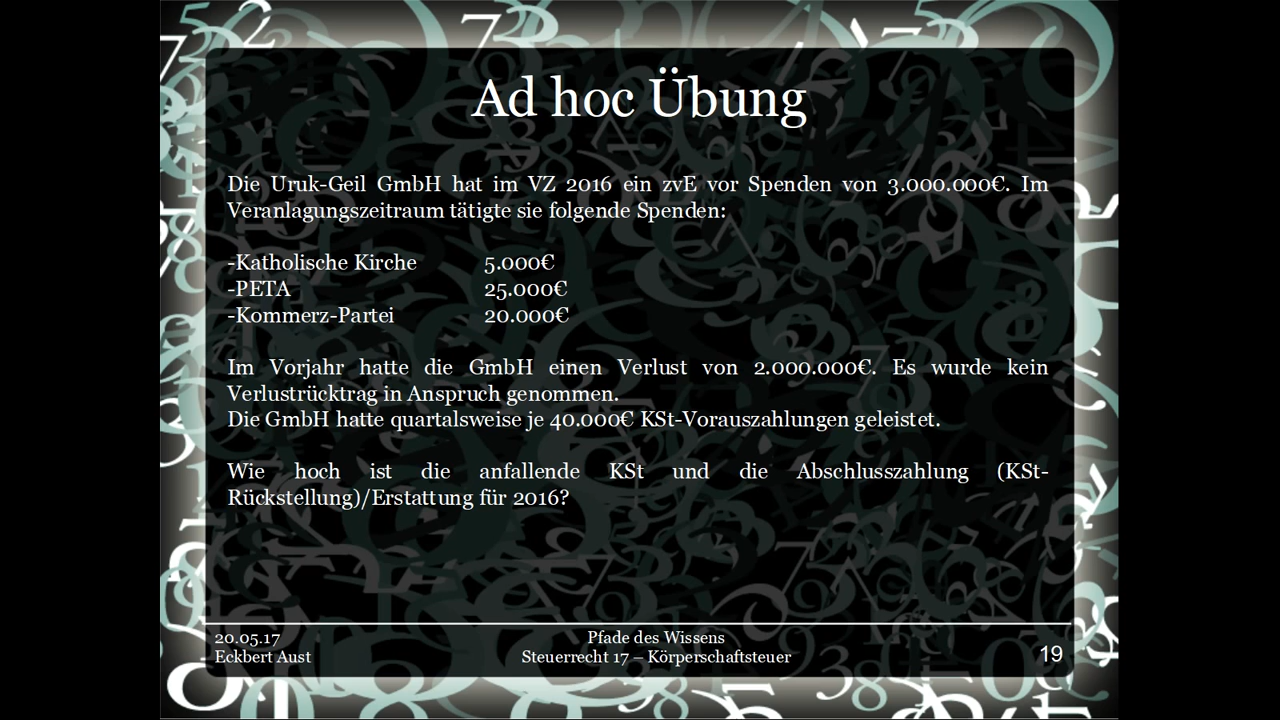 Ad hoc Übung
Die Uruk-Geil GmbH hat im VZ 2016 ein zvE vor Spenden von 3.000.000€. Im
Veranlagungszeitraum tätigte sie folgende Spenden:
-Katholische Kirche 5.000€
-PETA 25.000€
-Kommerz-Partei 20.000€
Im Vorjahr hatte die GmbH einen Verlust von 2.000.000€. Es wurde kein
Verlustrücktrag in Anspruch genommen.
Die GmbH hatte quartalsweise je 40.000€ KSt-Vorauszahlungen geleistet.
Wie hoch ist die anfallende KSt und die Abschlusszahlung (KSt-
Rückstellung)/Erstattung für 2016?
20.05.17
Eckbert Aust
Pfade des Wissens
Steuerrecht 17 – Körperschaftsteuer
19